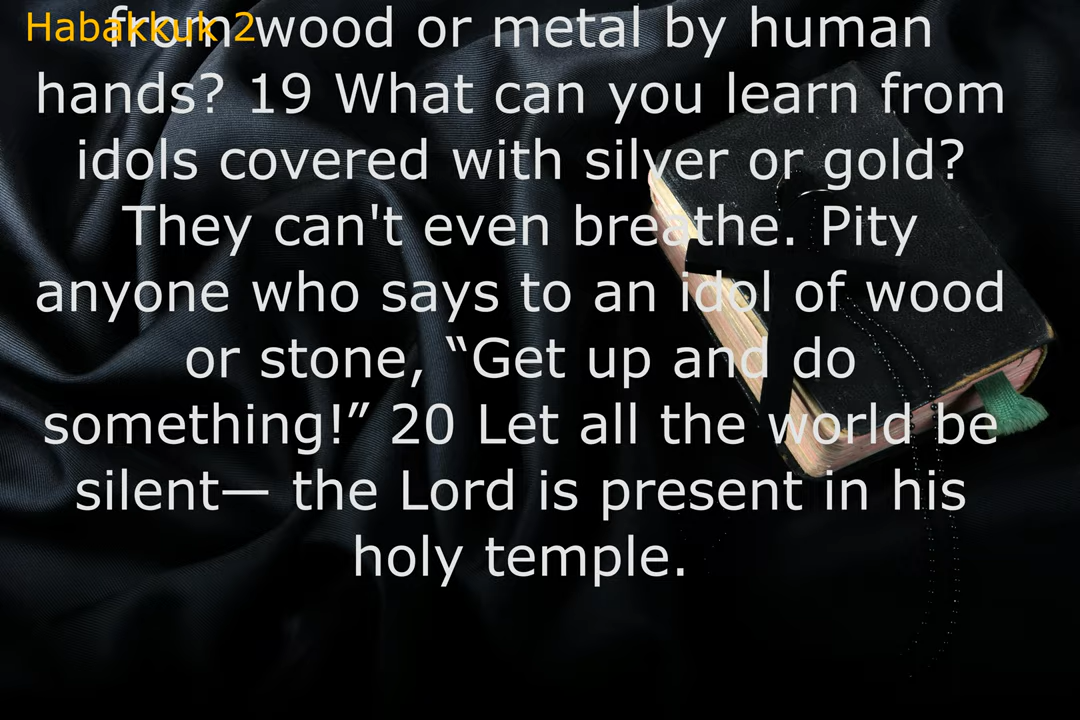 Habakkuk 2
from wood or metal by human
hands? 19 What can you learn from
idols covered with silver or gold?
They can't even breathe. Pity
anyone who says to an idol of wood
or stone, “Get up and do
something!” 20 Let all the world be
silent— the Lord is present in his
holy temple.